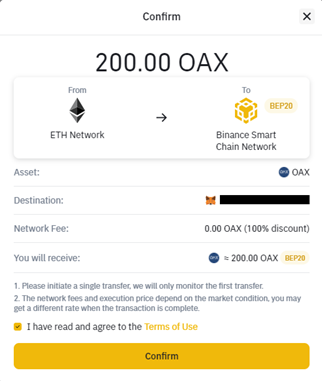 Confirm
200.00 OAX
From
To
BEP20
ETH Network
Binance Smart
Chain Network
Asset:
OAX
Destination:
Network Fee:
0.00 OAX (100% discount)
You will receive:
≈ 200.00 OAX
BEP20
1. Please initiate a single transfer, we will only monitor the first transfer.
2. The network fees and execution price depend on the market condition, you may
get a different rate when the transaction is complete.
I have read and agree to the Terms of Use
Confirm